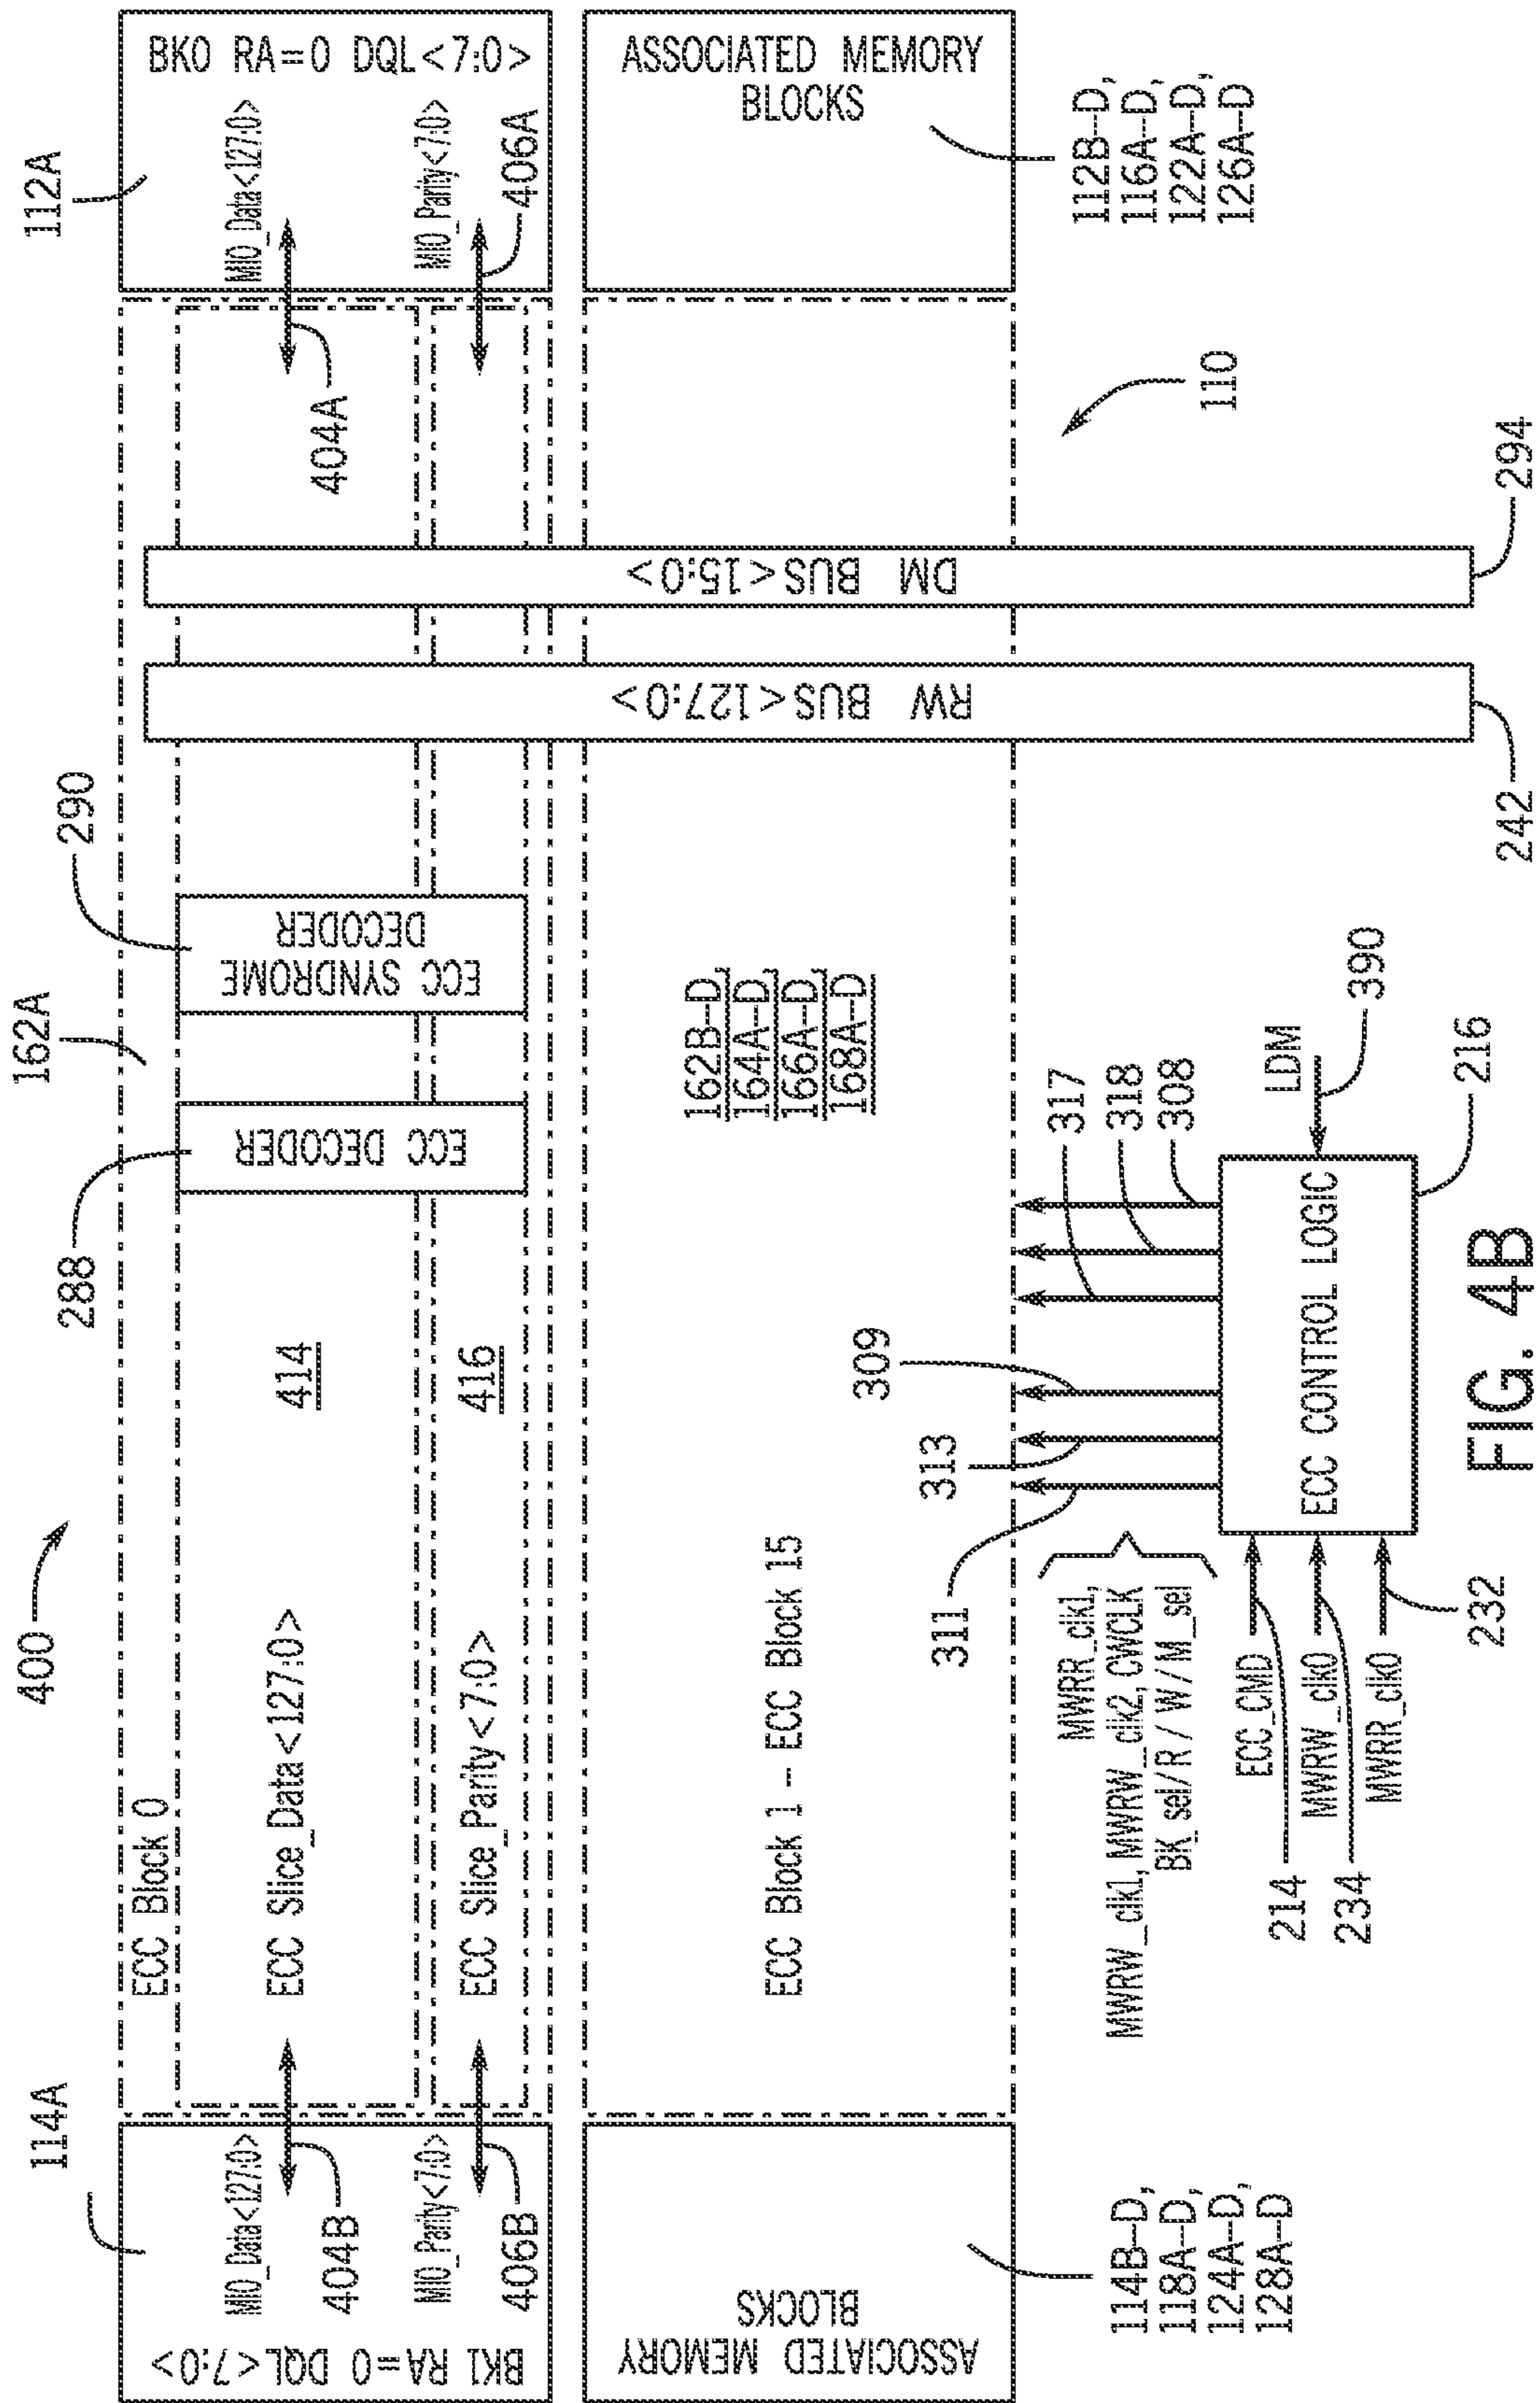 400
114A
288
162A
290
112A
BK1 RA=0 DQL<7:0>
MIO_Data<127:0>
404B
MIO_Parity<7:0>
406B
ECC Block 0
ECC Slice_Data<127:0>
414
ECC Slice_Parity<7:0>
416
ECC DECODER
ECC SYNDROME
DECODER
RW BUS<127:0>
DM BUS<15:0>
404A
BK0 RA=0 DQL<7:0>
MIO_Data<127:0>
MIO_Parity<7:0>
406A
ASSOCIATED MEMORY
BLOCKS
ECC Block 1 - ECC Block 15
162B-D,
164A-D,
166A-D,
168A-D
ASSOCIATED MEMORY
BLOCKS
114B-D,
118A-D,
124A-D,
128A-D
311
313
309
317
318
308
MWRR_clk1,
MWRW_clk1, MWRW_clk2, CWCLK
BK_sel/R / W / M_sel
ECC_CMD
214
MWRW_clk0
234
MWRR_clk0
232
ECC CONTROL LOGIC
LDM
390
216
242
294
110
112B-D,
116A-D,
122A-D,
126A-D
FIG. 4B